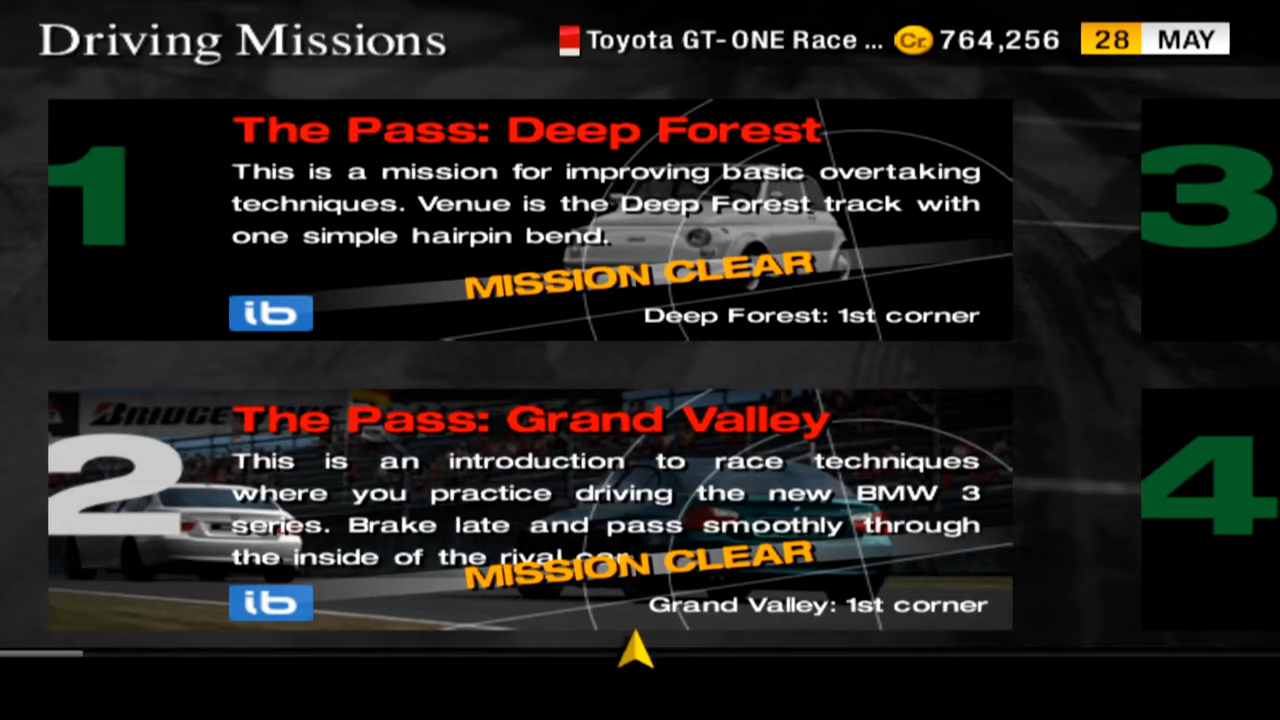 Driving Missions
Toyota GT-ONE Race ...
Cr 764,256
28 MAY
1
The Pass: Deep Forest
This is a mission for improving basic overtaking
techniques. Venue is the Deep Forest track with
one simple hairpin bend.
MISSION CLEAR
ib
Deep Forest: 1st corner
3
2
The Pass: Grand Valley
This is an introduction to race techniques
where you practice driving the new BMW 3
series. Brake late and pass smoothly through
the inside of the rival car.
MISSION CLEAR
ib
Grand Valley: 1st corner
4